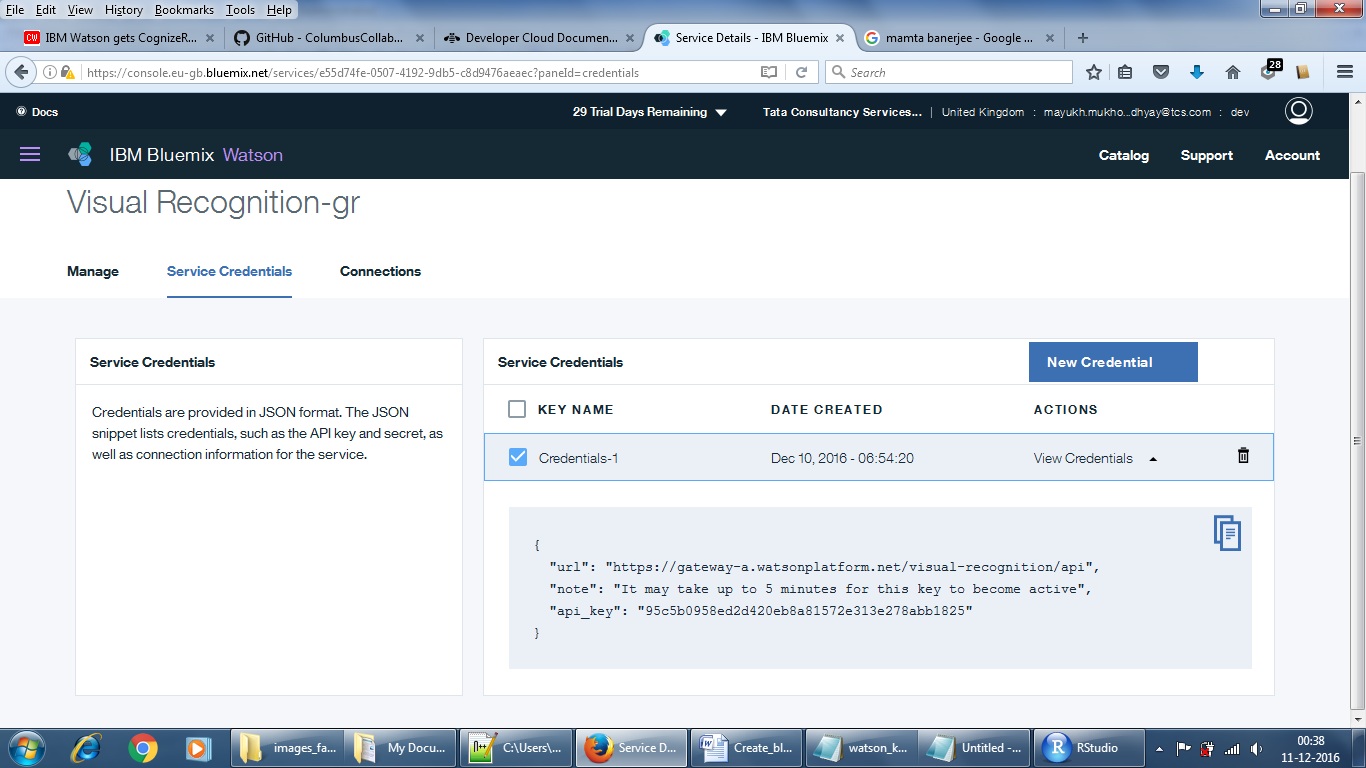 File Edit View History Bookmarks Tools Help
IBM Watson gets CognizeR... × GitHub - ColumbusCollab... × Developer Cloud Documen... × Service Details - IBM Bluemix × mamta banerjee - Google ... × +
https://console.eu-gb.bluemix.net/services/e55d74fe-0507-4192-9db5-c8d9476aaaec?paneId=credentials Search 28
Docs 29 Trial Days Remaining Tata Consultancy Services... | United Kingdom : mayukh.mukho...dhyay@tcs.com : dev
IBM Bluemix Watson Catalog Support Account
Visual Recognition-gr
Manage Service Credentials Connections
Service Credentials
Credentials are provided in JSON format. The JSON
snippet lists credentials, such as the API key and secret, as
well as connection information for the service.
Service Credentials New Credential
KEY NAME DATE CREATED ACTIONS
Credentials-1 Dec 10, 2016 - 06:54:20 View Credentials
{
"url": "https://gateway-a.watsonplatform.net/visual-recognition/api",
"note": "It may take up to 5 minutes for this key to become active",
"api_key": "95c5b0958ed2d420eb8a81572e313e278abb1825"
}
images_fa... My Docu... C:\Users\... Service D... Create_bl... watson_k... Untitled -... RStudio 00:38
11-12-2016